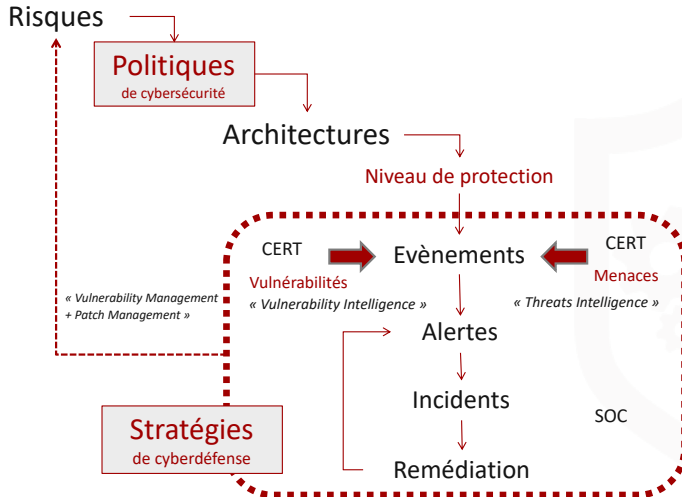 Risques
Politiques
de cybersécurité
Architectures
Niveau de protection
CERT
Evènements
CERT
Vulnérabilités
Menaces
« Vulnerability Management
+ Patch Management »
« Vulnerability Intelligence »
« Threats Intelligence »
Alertes
Incidents
SOC
Stratégies
de cyberdéfense
Remédiation